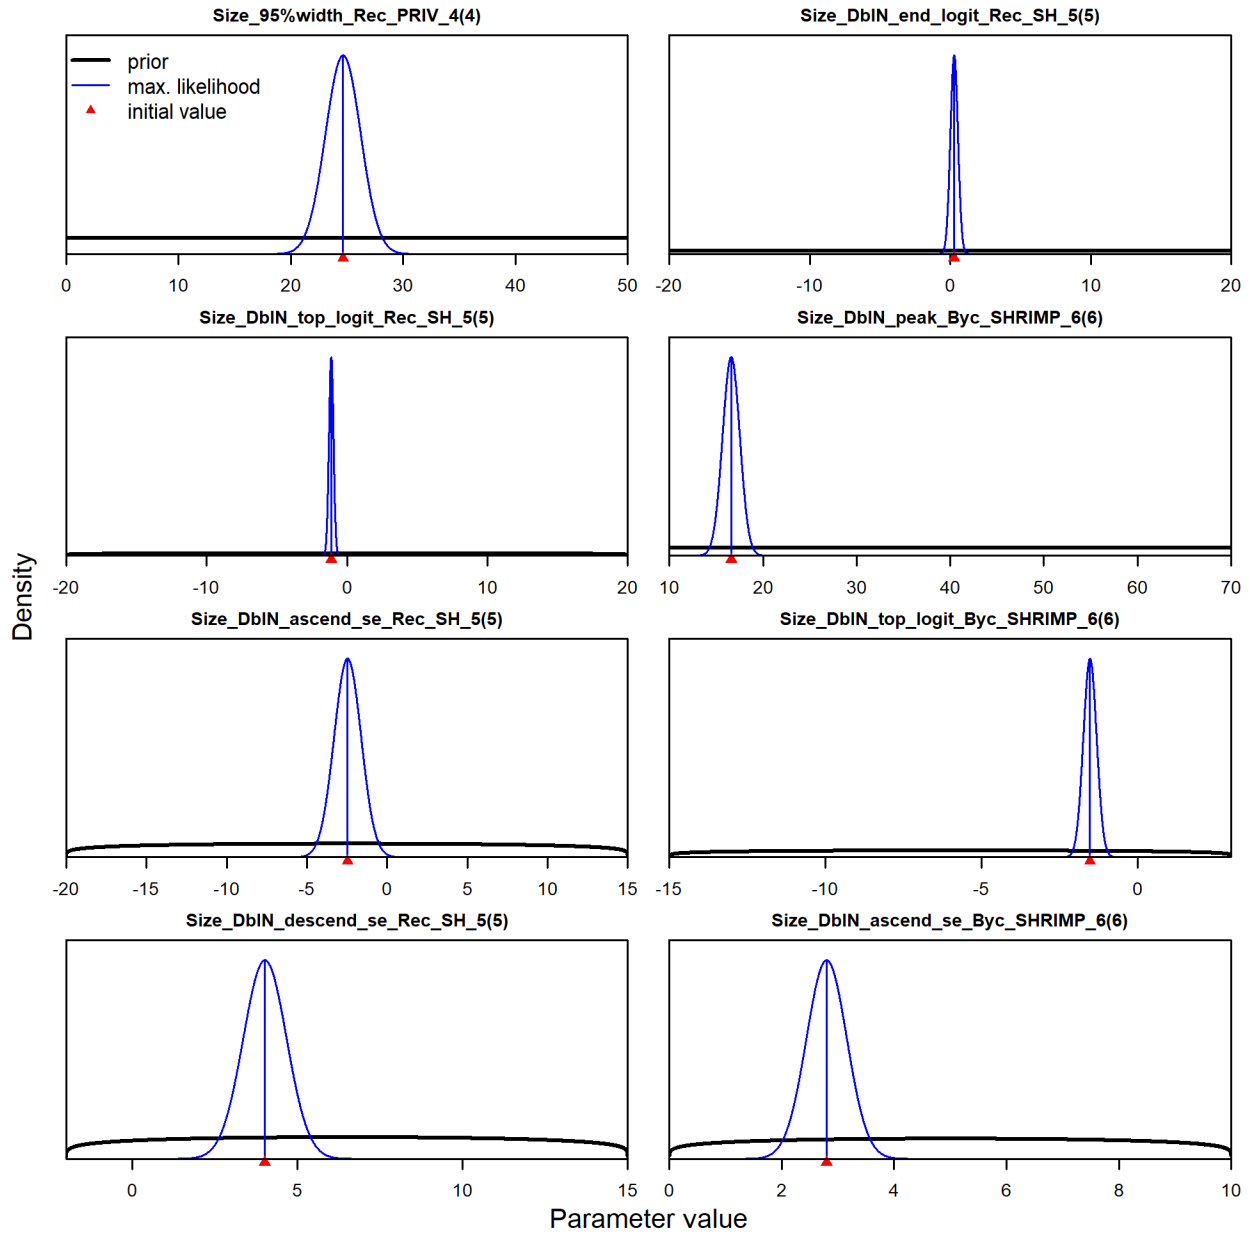 Size_95%width_Rec_PRIV_4(4)
prior
max. likelihood
initial value
0 10 20 30 40 50
Size_DblN_end_logit_Rec_SH_5(5)
-20 -10 0 10 20
Size_DblN_top_logit_Rec_SH_5(5)
-20 -10 0 10 20
Size_DblN_peak_Byc_SHRIMP_6(6)
10 20 30 40 50 60 70
Size_DblN_ascend_se_Rec_SH_5(5)
-20 -15 -10 -5 0 5 10 15
Size_DblN_top_logit_Byc_SHRIMP_6(6)
-15 -10 -5 0
Size_DblN_descend_se_Rec_SH_5(5)
0 5 10 15
Size_DblN_ascend_se_Byc_SHRIMP_6(6)
0 2 4 6 8 10
Density
Parameter value